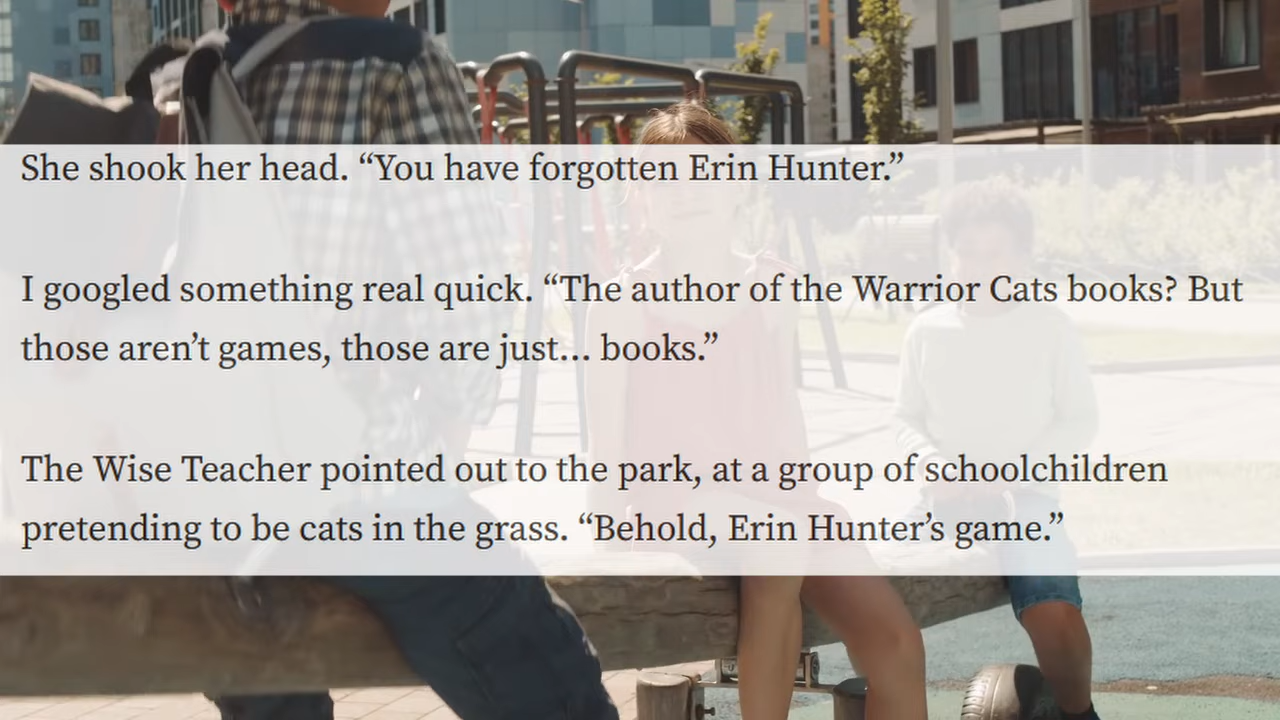 She shook her head. “You have forgotten Erin Hunter.”
I googled something real quick. “The author of the Warrior Cats books? But
those aren’t games, those are just… books.”
The Wise Teacher pointed out to the park, at a group of schoolchildren
pretending to be cats in the grass. “Behold, Erin Hunter’s game.”